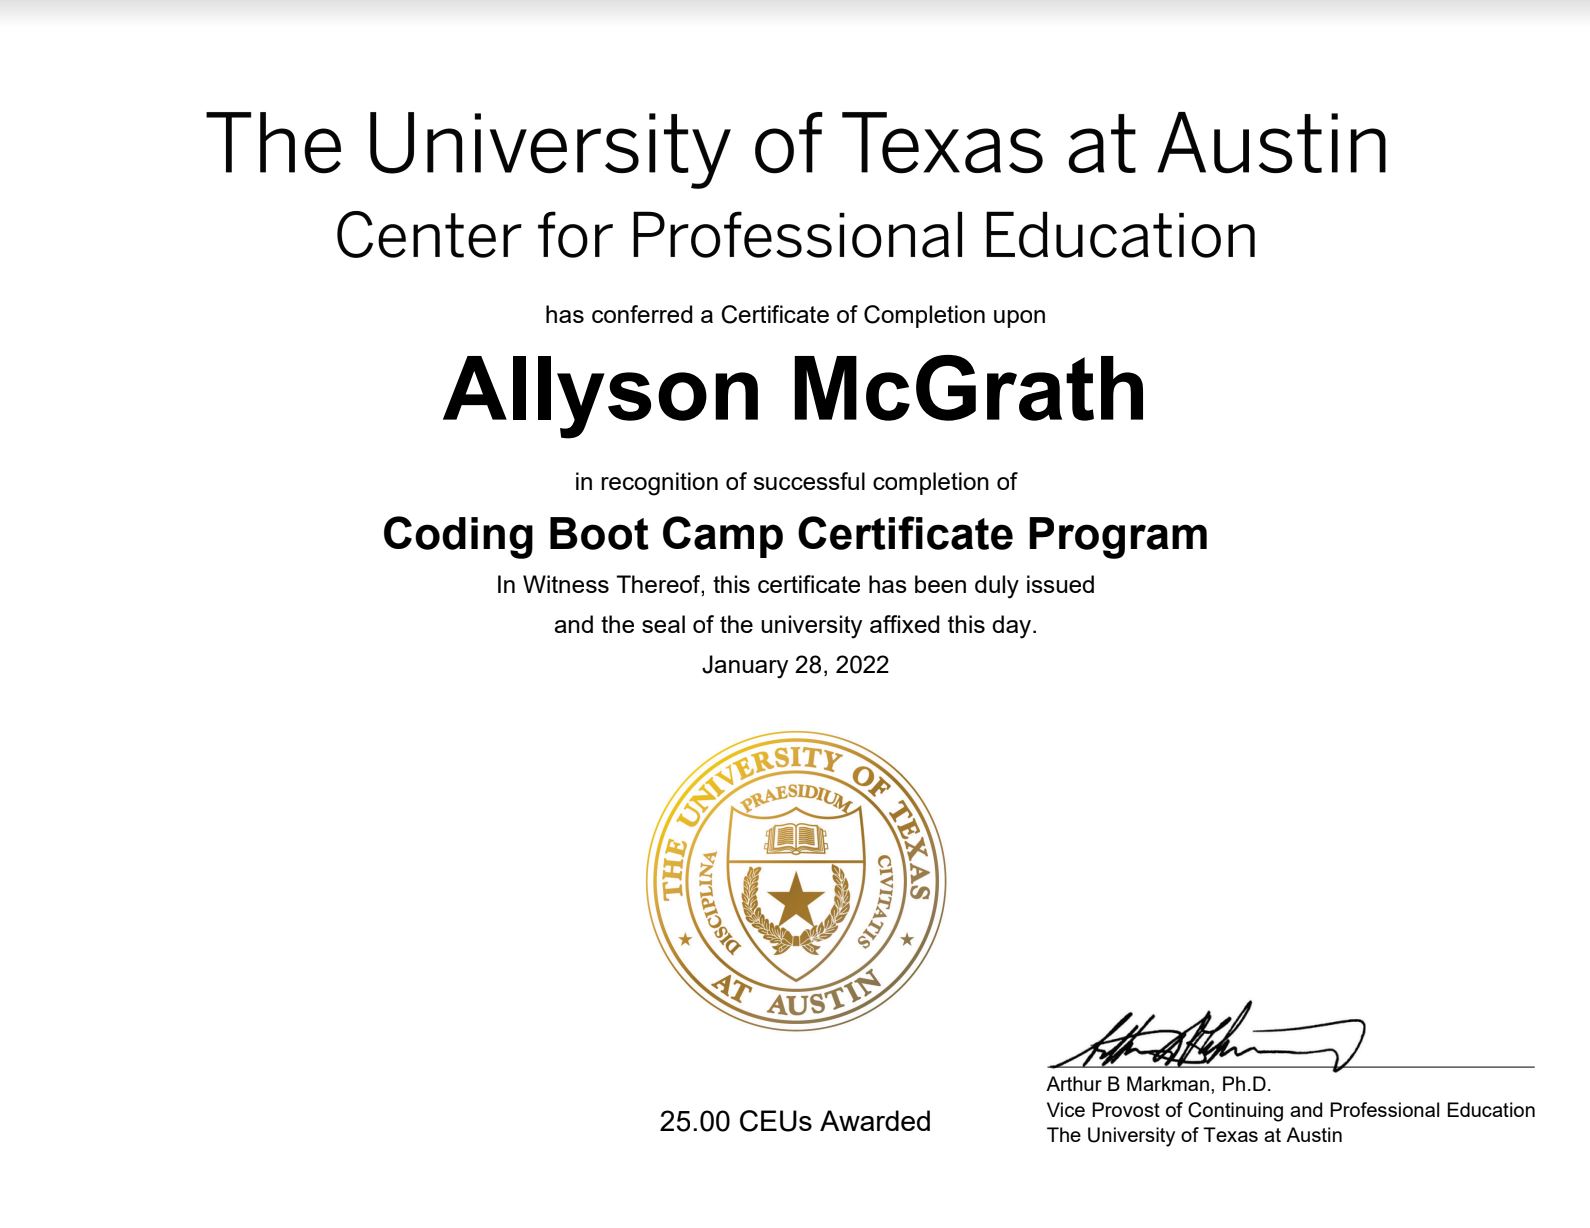 The University of Texas at Austin
Center for Professional Education
has conferred a Certificate of Completion upon
Allyson McGrath
in recognition of successful completion of
Coding Boot Camp Certificate Program
In Witness Thereof, this certificate has been duly issued
and the seal of the university affixed this day.
January 28, 2022
THE UNIVERSITY OF TEXAS
AT AUSTIN
PRAESIDIUM
DISCIPLINA
CIVITATIS
25.00 CEUs Awarded
Arthur B Markman, Ph.D.
Vice Provost of Continuing and Professional Education
The University of Texas at Austin